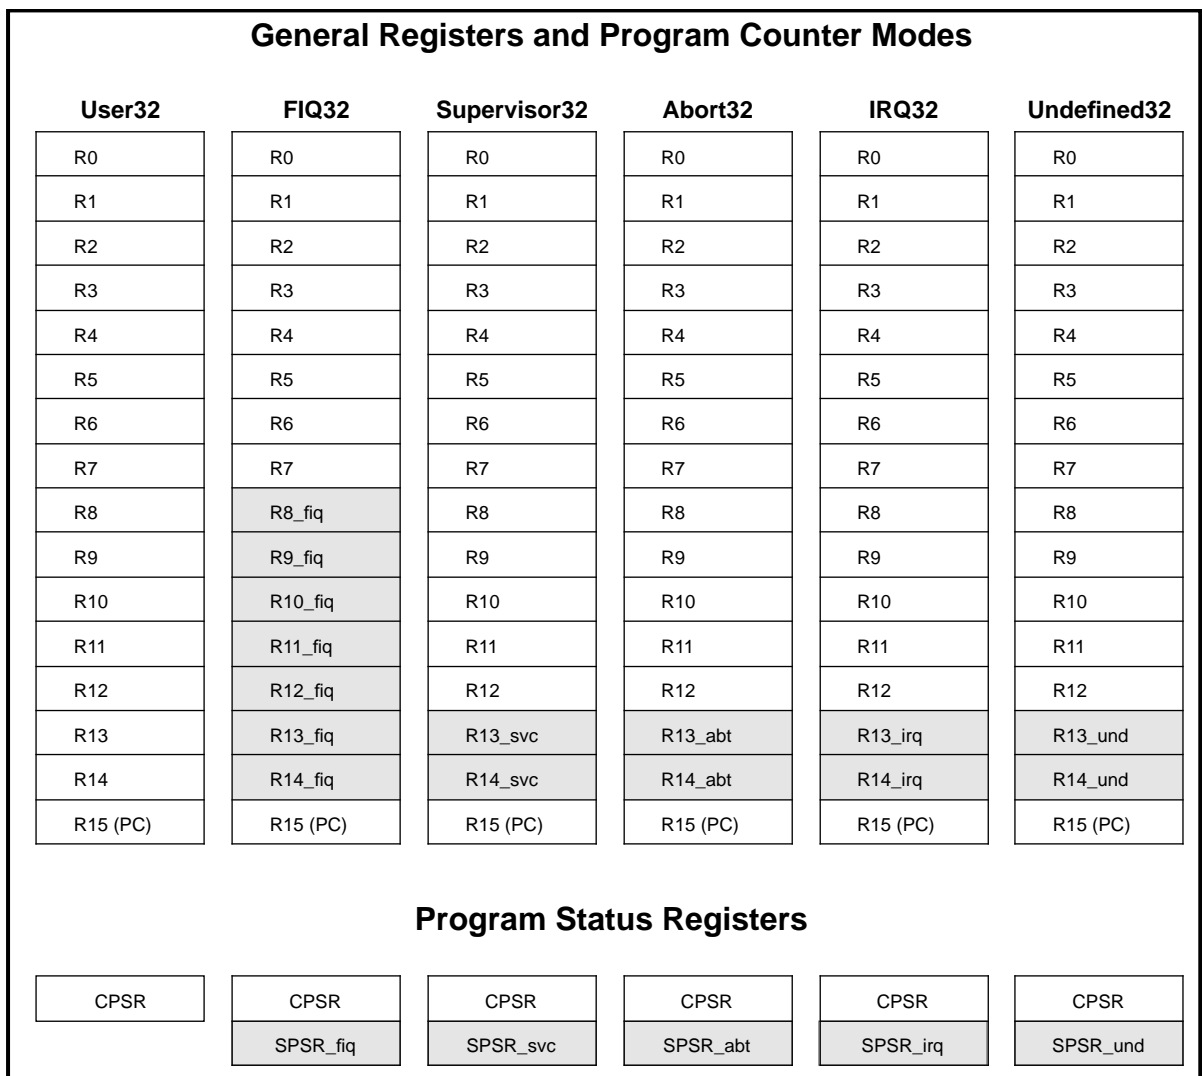 General Registers and Program Counter Modes
User32 FIQ32 Supervisor32 Abort32 IRQ32 Undefined32
R0 R0 R0 R0 R0 R0
R1 R1 R1 R1 R1 R1
R2 R2 R2 R2 R2 R2
R3 R3 R3 R3 R3 R3
R4 R4 R4 R4 R4 R4
R5 R5 R5 R5 R5 R5
R6 R6 R6 R6 R6 R6
R7 R7 R7 R7 R7 R7
R8 R8_fiq R8 R8 R8 R8
R9 R9_fiq R9 R9 R9 R9
R10 R10_fiq R10 R10 R10 R10
R11 R11_fiq R11 R11 R11 R11
R12 R12_fiq R12 R12 R12 R12
R13 R13_fiq R13_svc R13_abt R13_irq R13_und
R14 R14_fiq R14_svc R14_abt R14_irq R14_und
R15 (PC) R15 (PC) R15 (PC) R15 (PC) R15 (PC) R15 (PC)
Program Status Registers
CPSR CPSR CPSR CPSR CPSR CPSR
SPSR_fiq SPSR_svc SPSR_abt SPSR_irq SPSR_und